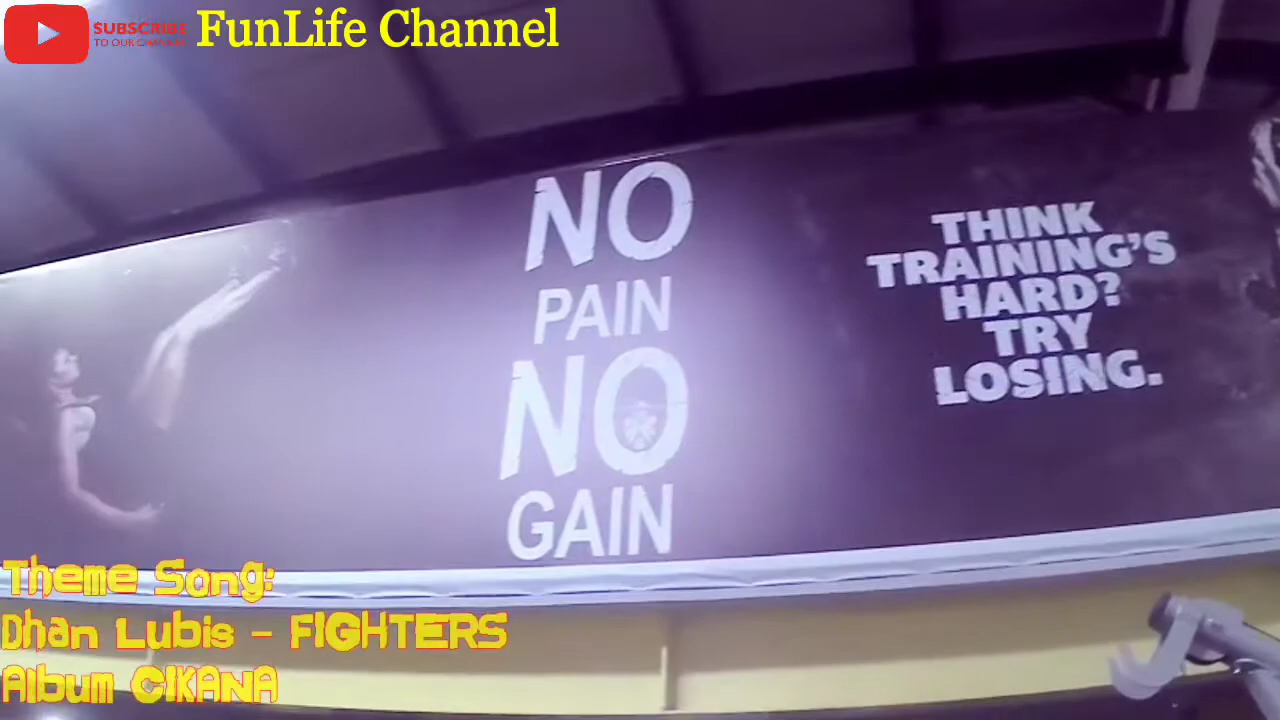 SUBSCRIBE
TO OUR CHANNEL
FunLife Channel
NO
PAIN
NO
GAIN
THINK
TRAINING'S
HARD?
TRY
LOSING.
Theme Song:
Dhan Lubis - FIGHTERS
Album CIKANA